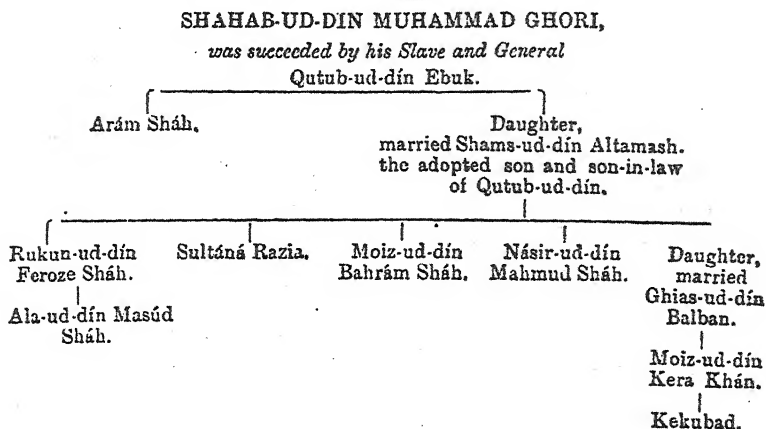 SHAHAB-UD-DÍN MUHAMMAD GHORI,
was succeeded by his Slave and General
Qutub-ud-dín Ebuk.
Arám Sháh.
Daughter,
married Shams-ud-dín Altamash.
the adopted son and son-in-law
of Qutub-ud-dín.
Rukun-ud-dín
Feroze Sháh.
Ala-ud-dín Masúd
Sháh.
Sultáná Razia.
Moiz-ud-dín
Bahrám Sháh.
Násir-ud-dín
Mahmud Sháh.
Daughter,
married
Ghias-ud-dín
Balban.
Moiz-ud-dín
Kera Khán.
Kekubad.